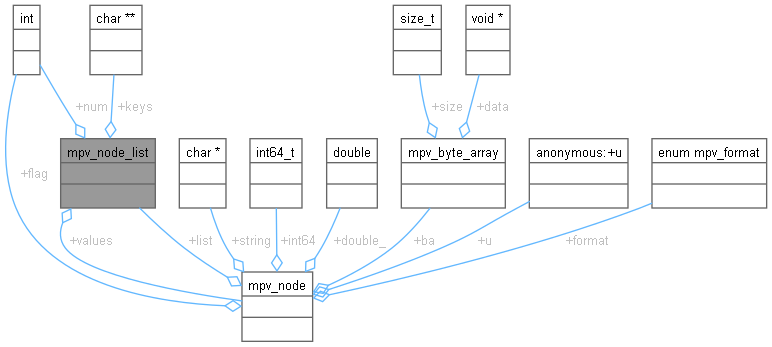 int
char **
size_t
void *
+num
+keys
+size
+data
mpv_node_list
char *
int64_t
double
mpv_byte_array
anonymous:+u
enum mpv_format
+flag
+values
+list
+string
+int64
+double_
+ba
+u
+format
mpv_node